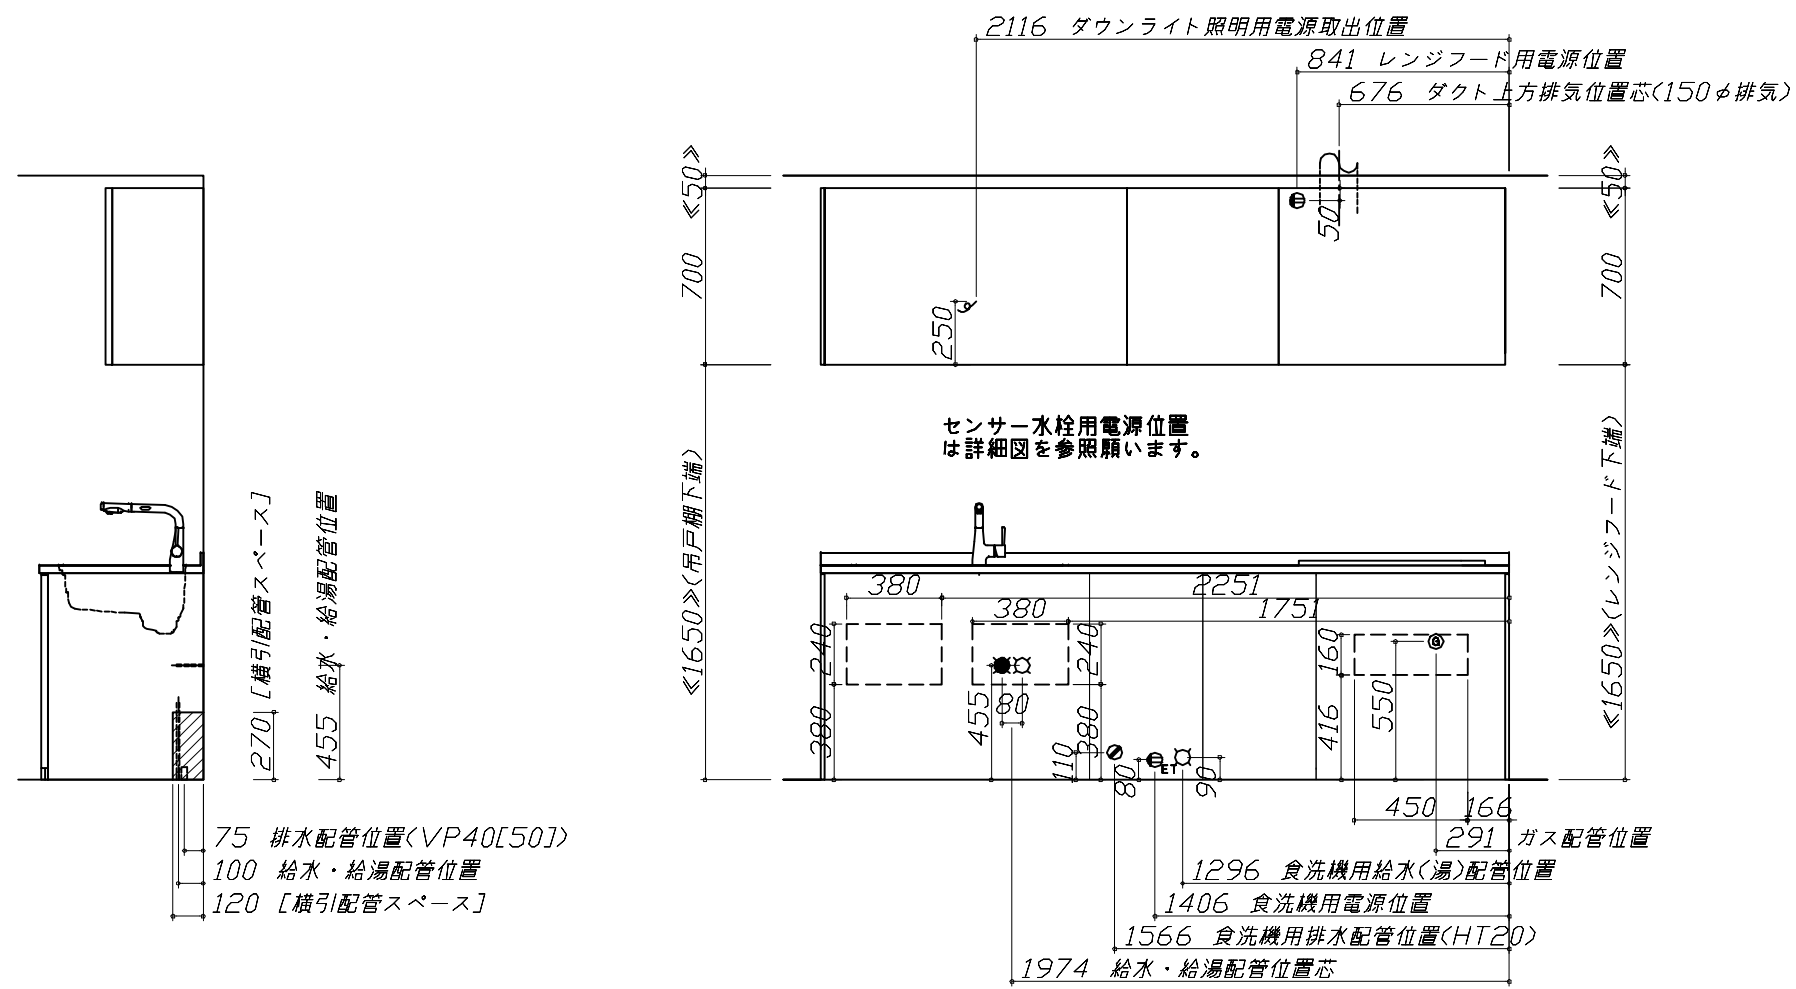 2116 ダウンライト照明用電源取出位置
841 レンジフード用電源位置
676 ダクト上方排気位置芯(150φ排気)
≪50≫
≪50≫
50
700
700
250
センサー水栓用電源位置
は詳細図を参照願います。
≪1650≫(吊戸棚下端)
≪1650≫(レンジフード下端)
270 [横引配管スペース]
455 給水・給湯配管位置
380
2251
380
1751
240
240
160
550
455
80
380
380
416
110
80
ET
90
450
166
75 排水配管位置(VP40[50])
291 ガス配管位置
100 給水・給湯配管位置
1296 食洗機用給水(湯)配管位置
120 [横引配管スペース]
1406 食洗機用電源位置
1566 食洗機用排水配管位置(HT20)
1974 給水・給湯配管位置芯
G